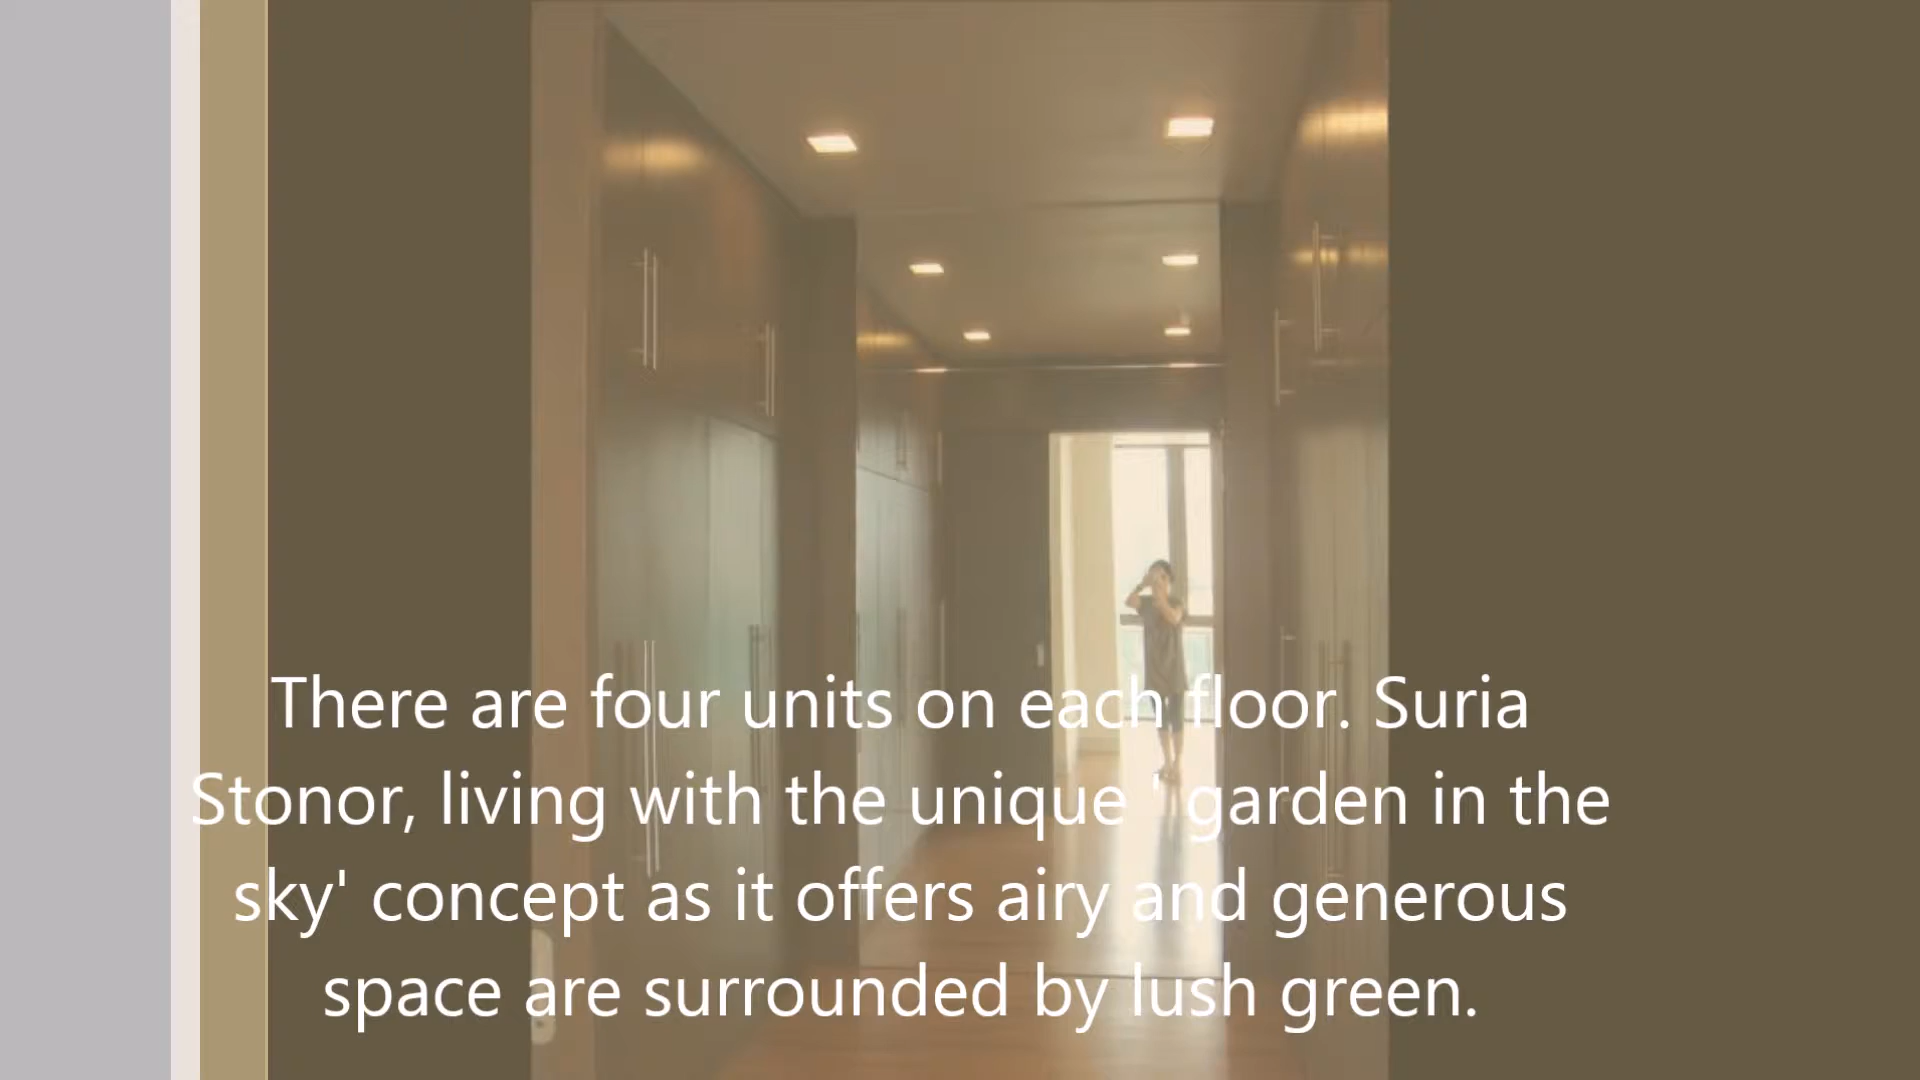 There are four units on each floor. Suria
Stonor, living with the unique ' garden in the
sky' concept as it offers airy and generous
space are surrounded by lush green.